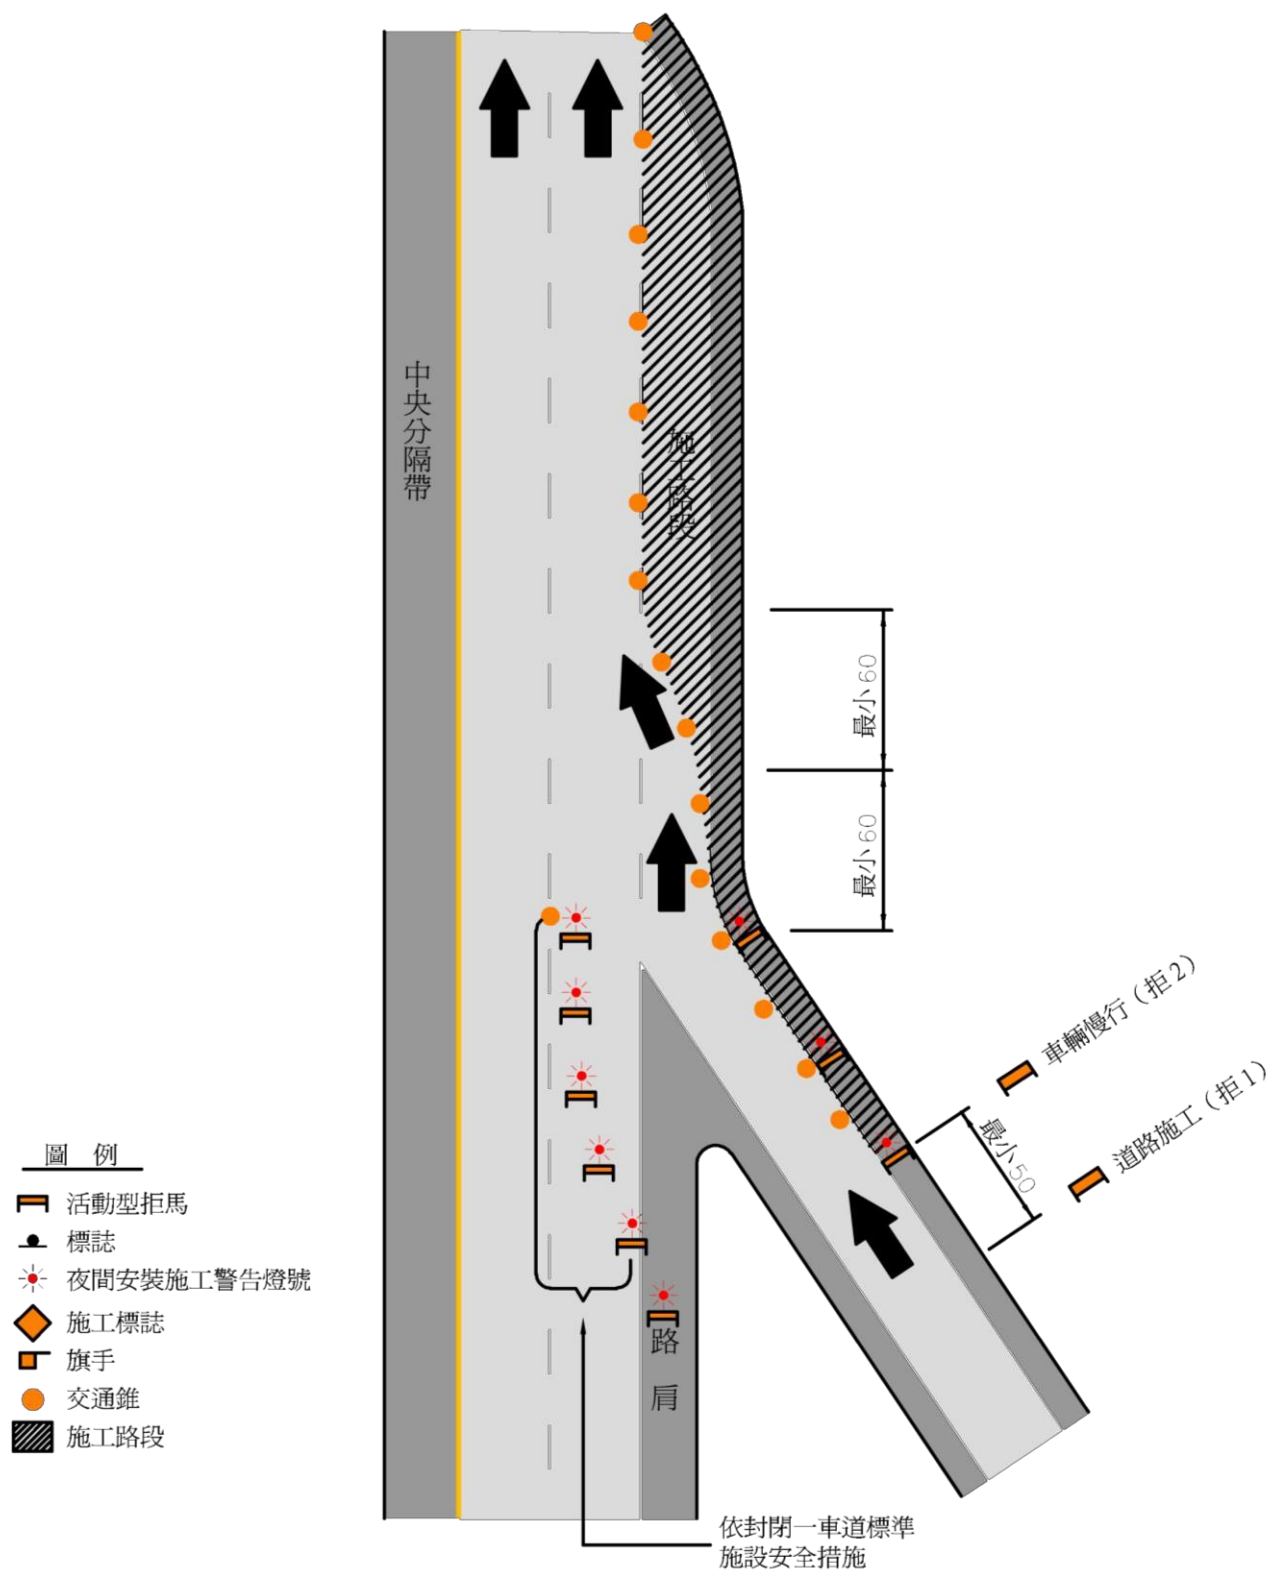 中央分隔帶
施工路段
最小60
最小60
車輛慢行（拒2）
道路施工（拒1）
最小50
圖 例
活動型拒馬
標誌
夜間安裝施工警告燈號
施工標誌
旗手
交通錐
施工路段
路肩
依封閉一車道標準
施設安全措施